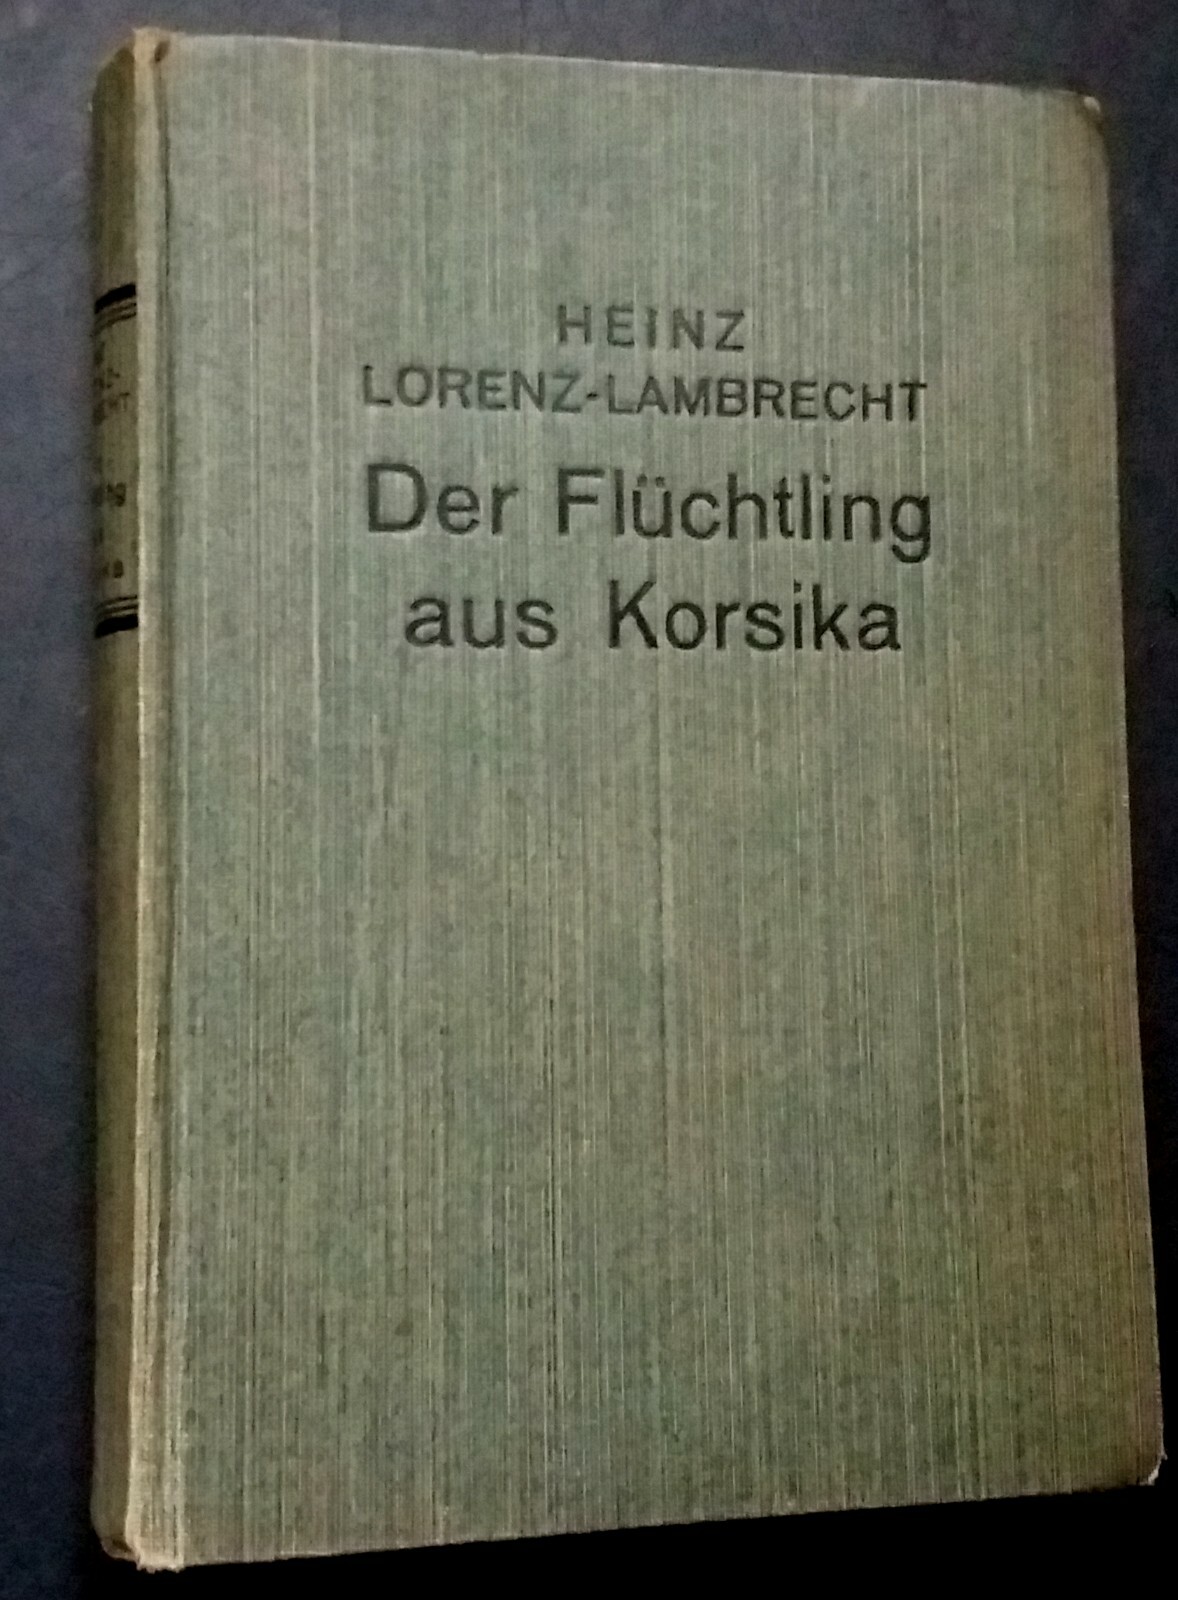 HEINZ
LORENZ-LAMBRECHT
Der Flüchtling
aus Korsika